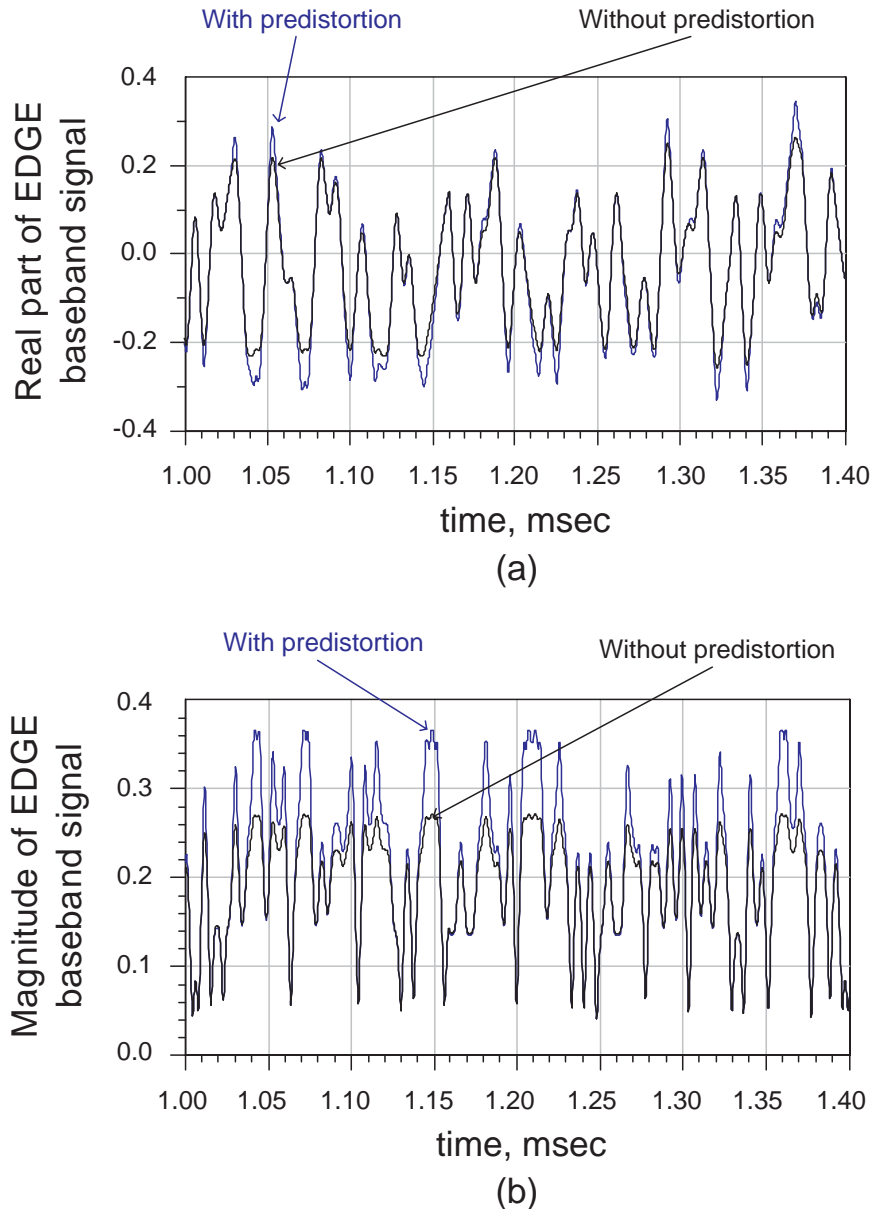 With predistortion Without predistortion
Real part of EDGE
baseband signal
0.4
0.2
0.0
-0.2
-0.4
1.00 1.05 1.10 1.15 1.20 1.25 1.30 1.35 1.40
time, msec
(a)
With predistortion Without predistortion
Magnitude of EDGE
baseband signal
0.4
0.3
0.2
0.1
0.0
1.00 1.05 1.10 1.15 1.20 1.25 1.30 1.35 1.40
time, msec
(b)